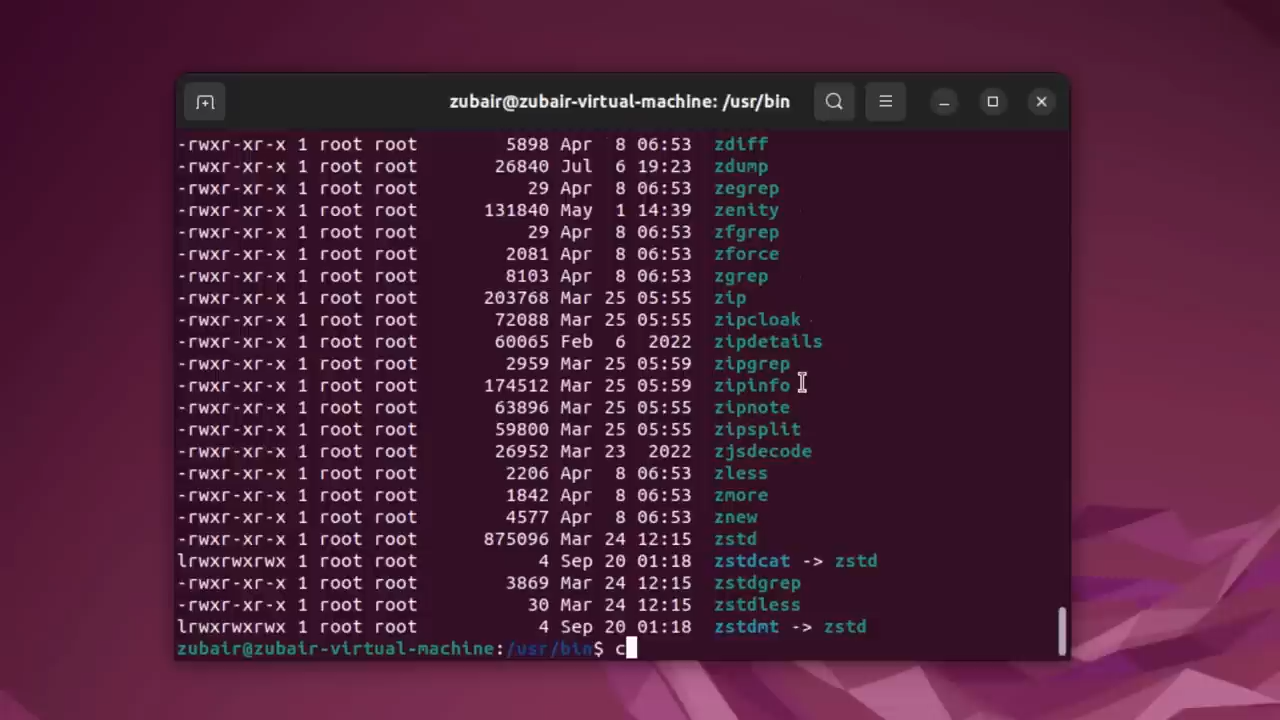 zubair@zubair-virtual-machine: /usr/bin
-rwxr-xr-x 1 root root 5898 Apr 8 06:53 zdiff
-rwxr-xr-x 1 root root 26840 Jul 6 19:23 zdump
-rwxr-xr-x 1 root root 29 Apr 8 06:53 zegrep
-rwxr-xr-x 1 root root 131840 May 1 14:39 zenity
-rwxr-xr-x 1 root root 29 Apr 8 06:53 zfgrep
-rwxr-xr-x 1 root root 2081 Apr 8 06:53 zforce
-rwxr-xr-x 1 root root 8103 Apr 8 06:53 zgrep
-rwxr-xr-x 1 root root 203768 Mar 25 05:55 zip
-rwxr-xr-x 1 root root 72088 Mar 25 05:55 zipcloak
-rwxr-xr-x 1 root root 60065 Feb 6 2022 zipdetails
-rwxr-xr-x 1 root root 2959 Mar 25 05:59 zipgrep
-rwxr-xr-x 1 root root 174512 Mar 25 05:59 zipinfo
-rwxr-xr-x 1 root root 63896 Mar 25 05:55 zipnote
-rwxr-xr-x 1 root root 59800 Mar 25 05:55 zipsplit
-rwxr-xr-x 1 root root 26952 Mar 23 2022 zjsdecode
-rwxr-xr-x 1 root root 2206 Apr 8 06:53 zless
-rwxr-xr-x 1 root root 1842 Apr 8 06:53 zmore
-rwxr-xr-x 1 root root 4577 Apr 8 06:53 znew
-rwxr-xr-x 1 root root 875096 Mar 24 12:15 zstd
lrwxrwxrwx 1 root root 4 Sep 20 01:18 zstdcat -> zstd
-rwxr-xr-x 1 root root 3869 Mar 24 12:15 zstdgrep
-rwxr-xr-x 1 root root 30 Mar 24 12:15 zstdless
lrwxrwxrwx 1 root root 4 Sep 20 01:18 zstdmt -> zstd
zubair@zubair-virtual-machine:/usr/bin$ c